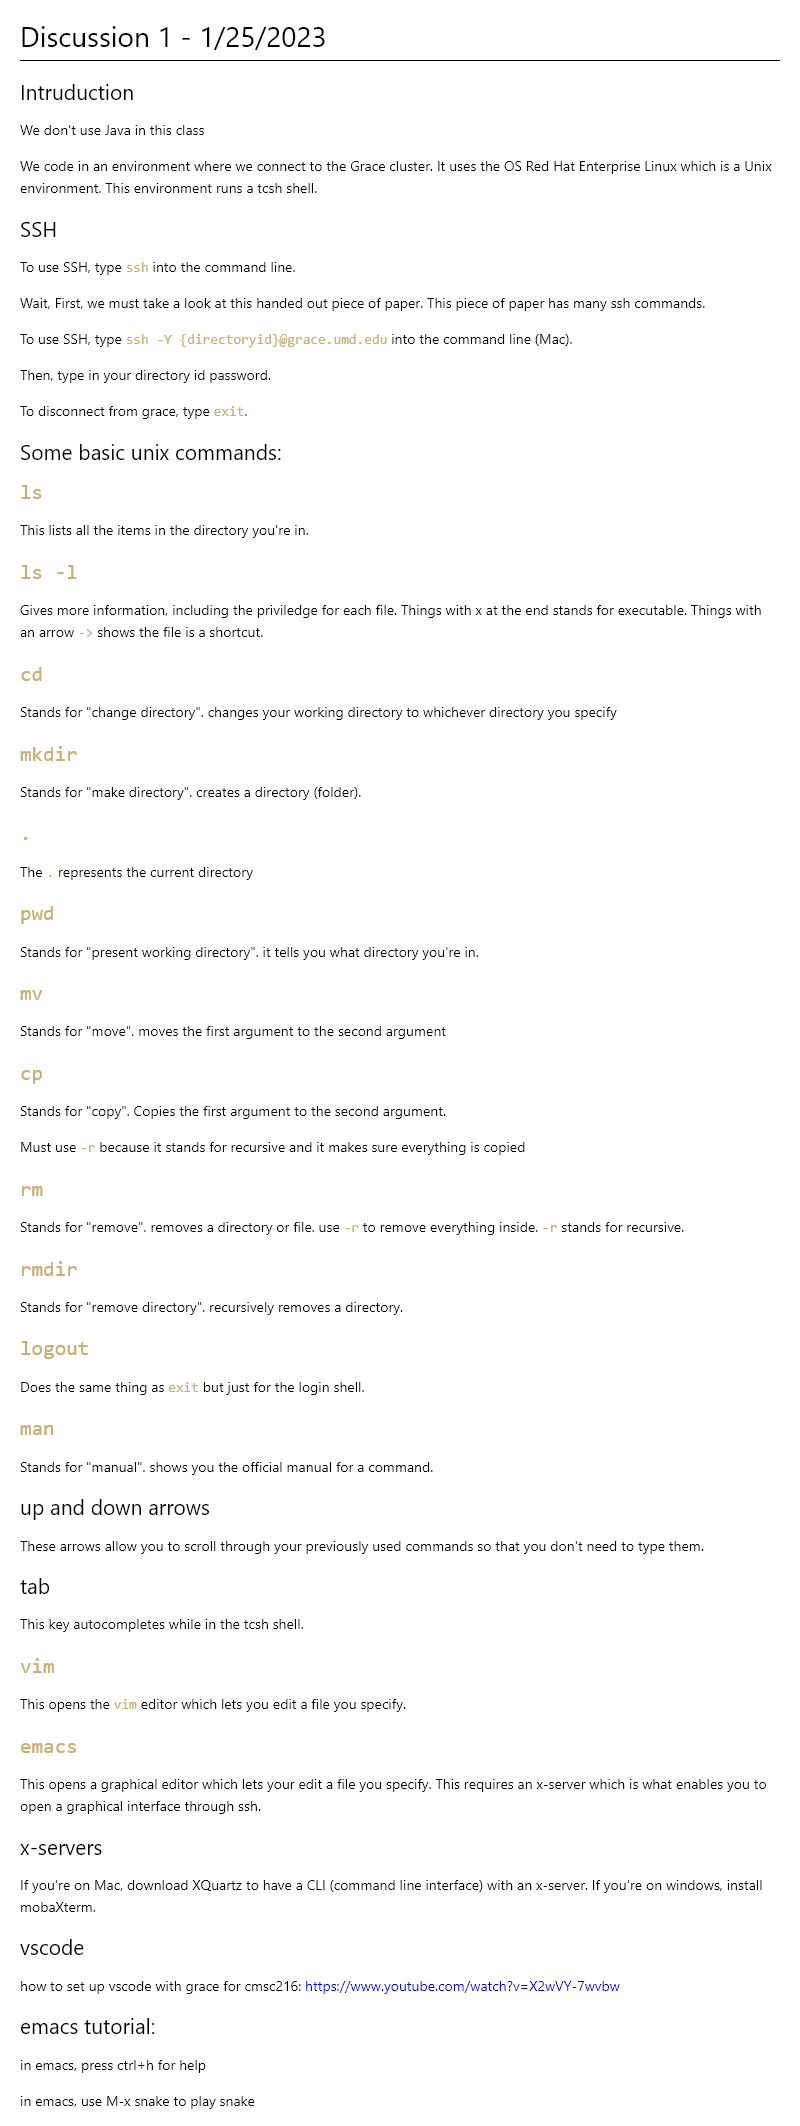 Discussion 1 - 1/25/2023
Intruduction
We don't use Java in this class
We code in an environment where we connect to the Grace cluster. It uses the OS Red Hat Enterprise Linux which is a Unix
environment. This environment runs a tcsh shell.
SSH
To use SSH, type ssh into the command line.
Wait, First, we must take a look at this handed out piece of paper. This piece of paper has many ssh commands.
To use SSH, type ssh -Y {directoryid}@grace.umd.edu into the command line (Mac).
Then, type in your directory id password.
To disconnect from grace, type exit.
Some basic unix commands:
ls
This lists all the items in the directory you're in.
ls -l
Gives more information, including the priviledge for each file. Things with x at the end stands for executable. Things with
an arrow -> shows the file is a shortcut.
cd
Stands for "change directory". changes your working directory to whichever directory you specify
mkdir
Stands for "make directory". creates a directory (folder).
.
The . represents the current directory
pwd
Stands for "present working directory". it tells you what directory you're in.
mv
Stands for "move". moves the first argument to the second argument
cp
Stands for "copy". Copies the first argument to the second argument.
Must use -r because it stands for recursive and it makes sure everything is copied
rm
Stands for "remove". removes a directory or file. use -r to remove everything inside. -r stands for recursive.
rmdir
Stands for "remove directory". recursively removes a directory.
logout
Does the same thing as exit but just for the login shell.
man
Stands for "manual". shows you the official manual for a command.
up and down arrows
These arrows allow you to scroll through your previously used commands so that you don't need to type them.
tab
This key autocompletes while in the tcsh shell.
vim
This opens the vim editor which lets you edit a file you specify.
emacs
This opens a graphical editor which lets your edit a file you specify. This requires an x-server which is what enables you to
open a graphical interface through ssh.
x-servers
If you're on Mac, download XQuartz to have a CLI (command line interface) with an x-server. If you're on windows, install
mobaXterm.
vscode
how to set up vscode with grace for cmsc216: https://www.youtube.com/watch?v=X2wVY-7wvbw
emacs tutorial:
in emacs, press ctrl+h for help
in emacs, use M-x snake to play snake